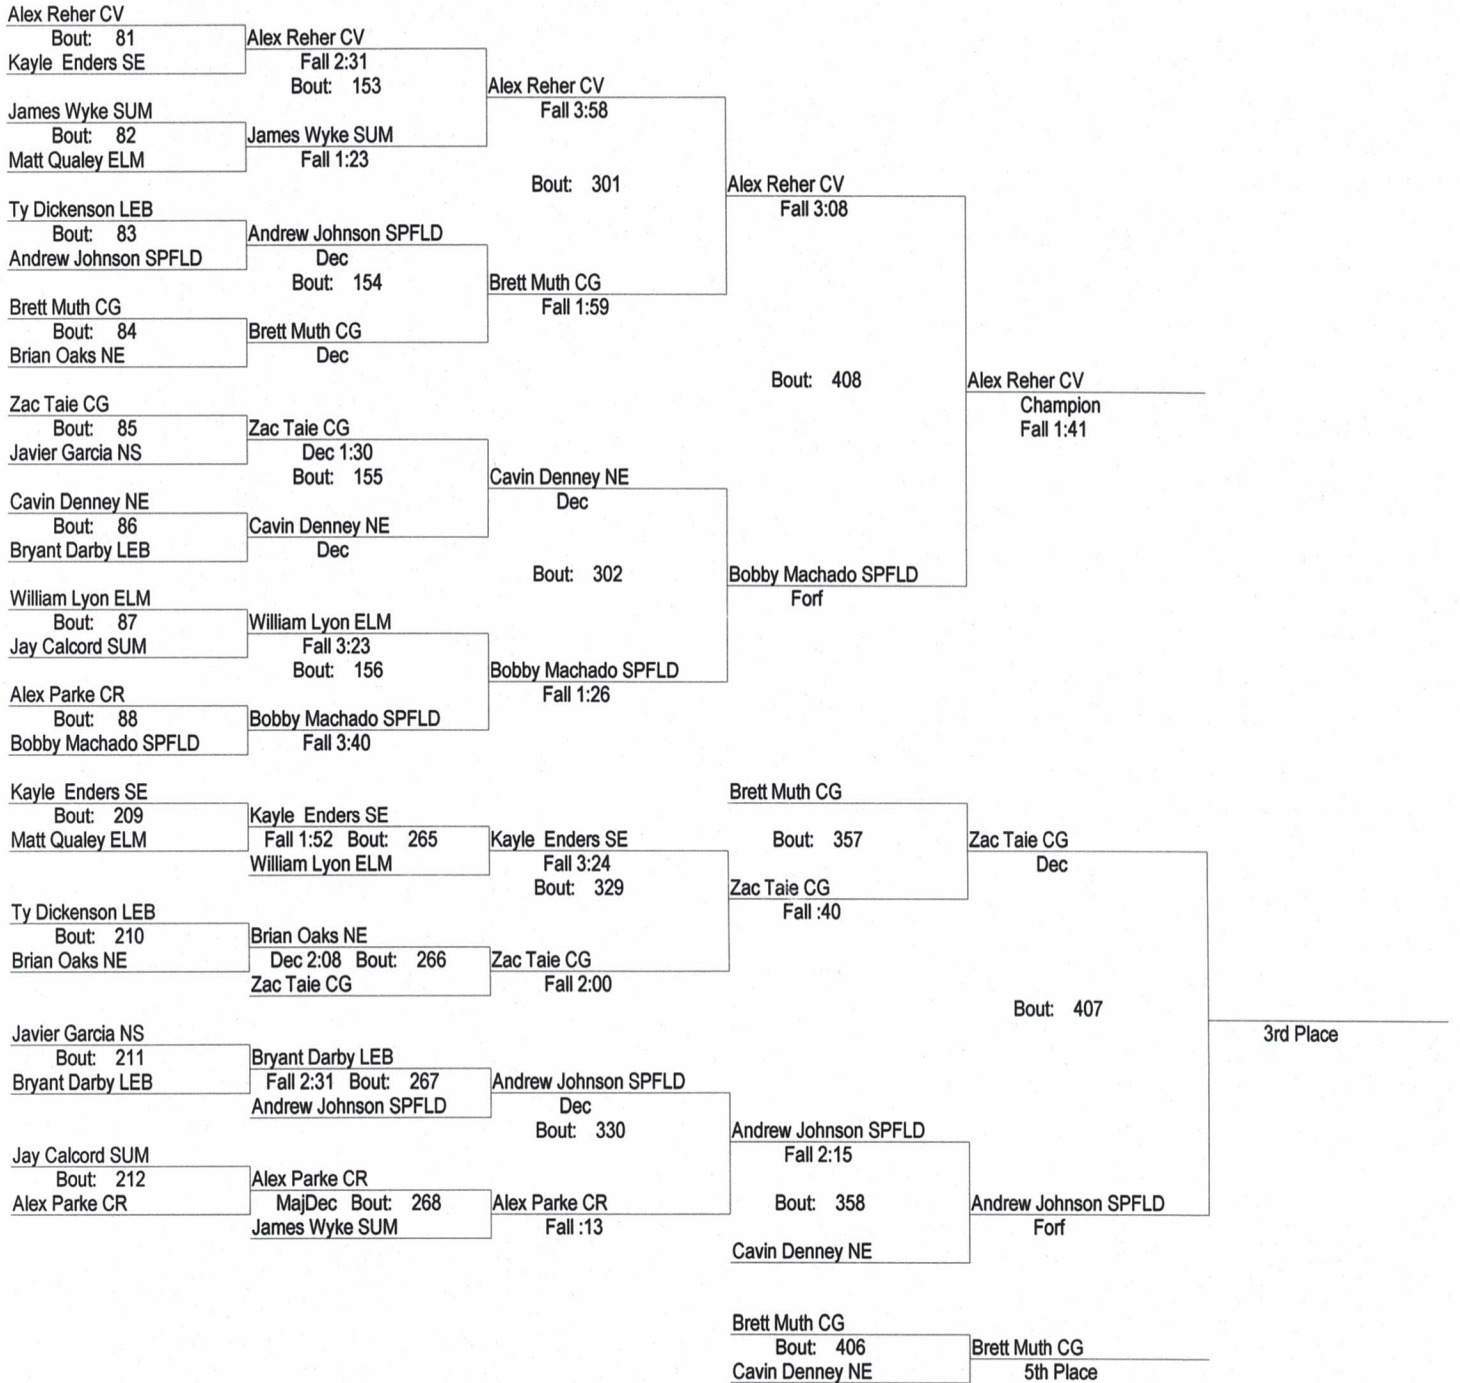 Alex Reher CV
Bout: 81
Kayle Enders SE
Alex Reher CV
Fall 2:31
Bout: 153
James Wyke SUM
Bout: 82
Matt Qualey ELM
James Wyke SUM
Fall 1:23
Alex Reher CV
Fall 3:58
Bout: 301
Ty Dickenson LEB
Bout: 83
Andrew Johnson SPFLD
Andrew Johnson SPFLD
Dec
Bout: 154
Brett Muth CG
Bout: 84
Brian Oaks NE
Brett Muth CG
Dec
Brett Muth CG
Fall 1:59
Alex Reher CV
Fall 3:08
Bout: 408
Zac Taie CG
Bout: 85
Javier Garcia NS
Zac Taie CG
Dec 1:30
Bout: 155
Cavin Denney NE
Bout: 86
Bryant Darby LEB
Cavin Denney NE
Dec
Cavin Denney NE
Dec
Bout: 302
William Lyon ELM
Bout: 87
Jay Calcord SUM
William Lyon ELM
Fall 3:23
Bout: 156
Alex Parke CR
Bout: 88
Bobby Machado SPFLD
Bobby Machado SPFLD
Fall 3:40
Bobby Machado SPFLD
Fall 1:26
Bobby Machado SPFLD
Forf
Alex Reher CV
Champion
Fall 1:41
Kayle Enders SE
Bout: 209
Matt Qualey ELM
Kayle Enders SE
Fall 1:52 Bout: 265
William Lyon ELM
Kayle Enders SE
Fall 3:24
Bout: 329
Ty Dickenson LEB
Bout: 210
Brian Oaks NE
Brian Oaks NE
Dec 2:08 Bout: 266
Zac Taie CG
Zac Taie CG
Fall 2:00
Brett Muth CG
Bout: 357
Zac Taie CG
Fall :40
Zac Taie CG
Dec
Bout: 407
Javier Garcia NS
Bout: 211
Bryant Darby LEB
Bryant Darby LEB
Fall 2:31 Bout: 267
Andrew Johnson SPFLD
Andrew Johnson SPFLD
Dec
Bout: 330
Jay Calcord SUM
Bout: 212
Alex Parke CR
Alex Parke CR
MajDec Bout: 268
James Wyke SUM
Alex Parke CR
Fall :13
Andrew Johnson SPFLD
Fall 2:15
Bout: 358
Cavin Denney NE
Andrew Johnson SPFLD
Forf
3rd Place
Brett Muth CG
Bout: 406
Cavin Denney NE
Brett Muth CG
5th Place